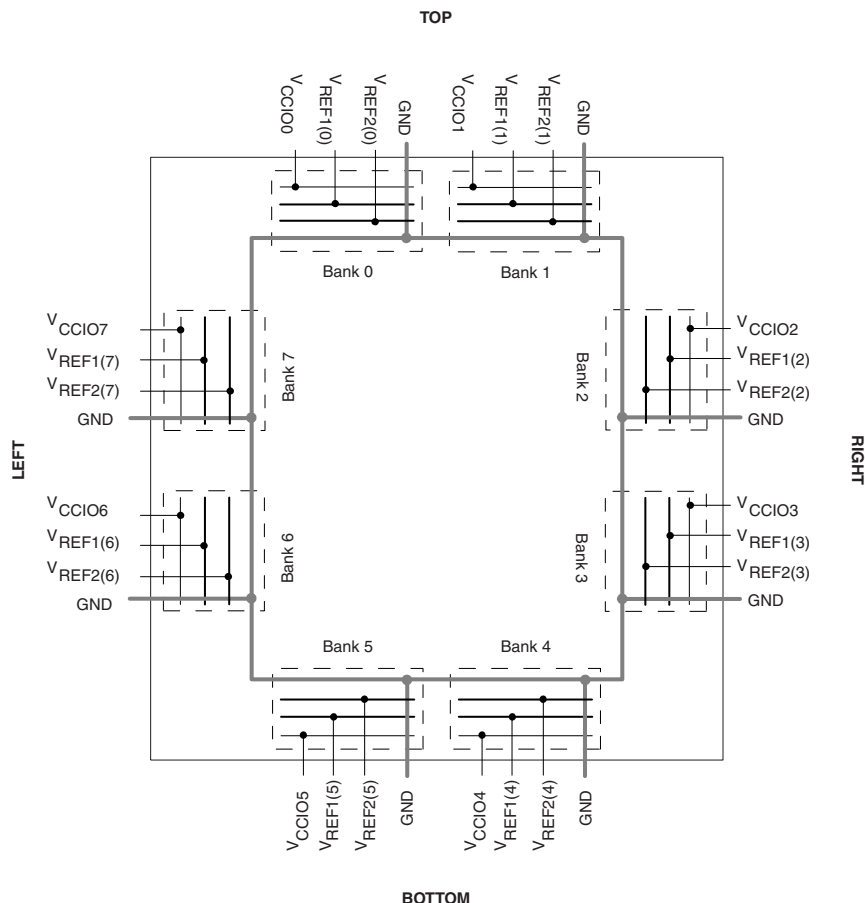 TOP
VCCIO0
VREF1(0)
VREF2(0)
GND
VCCIO1
VREF1(1)
VREF2(1)
GND
Bank 0
Bank 1
VCCIO7
VREF1(7)
VREF2(7)
GND
Bank 7
Bank 2
VCCIO2
VREF1(2)
VREF2(2)
GND
LEFT
RIGHT
VCCIO6
VREF1(6)
VREF2(6)
GND
Bank 6
Bank 3
VCCIO3
VREF1(3)
VREF2(3)
GND
Bank 5
Bank 4
VCCIO5
VREF1(5)
VREF2(5)
GND
VCCIO4
VREF1(4)
VREF2(4)
GND
BOTTOM